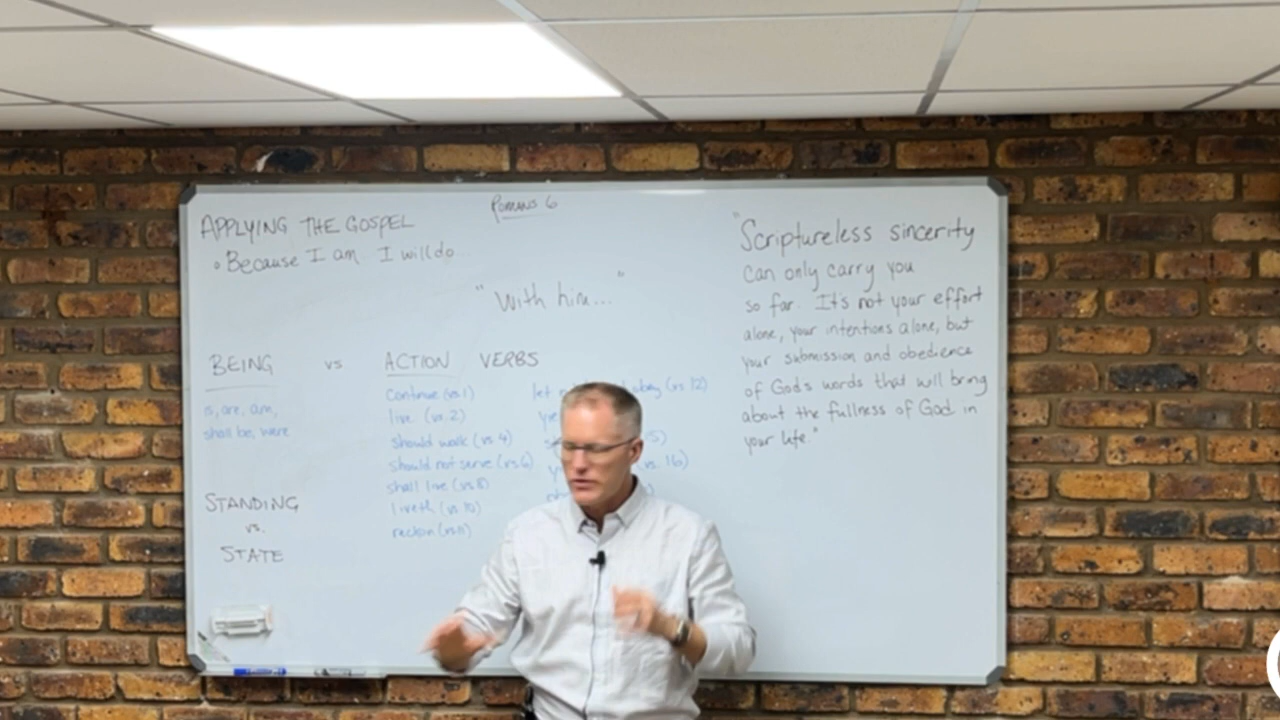 Romans 6
APPLYING THE GOSPEL
• Because I am I will do
"With him..."
BEING vs ACTION VERBS
is, are, am,
shall be, were
continue (vs 1)
live (vs. 2)
should walk (vs 4)
should not serve (vs 6)
shall live (vs 8)
liveth (vs 10)
reckon (vs 11)
let obey (vs 12)
vs. 16)
STANDING
vs.
STATE
"Scriptureless sincerity
can only carry you
so far. It's not your effort
alone, your intentions alone, but
your submission and obedience
of God's words that will bring
about the fullness of God in
your life."